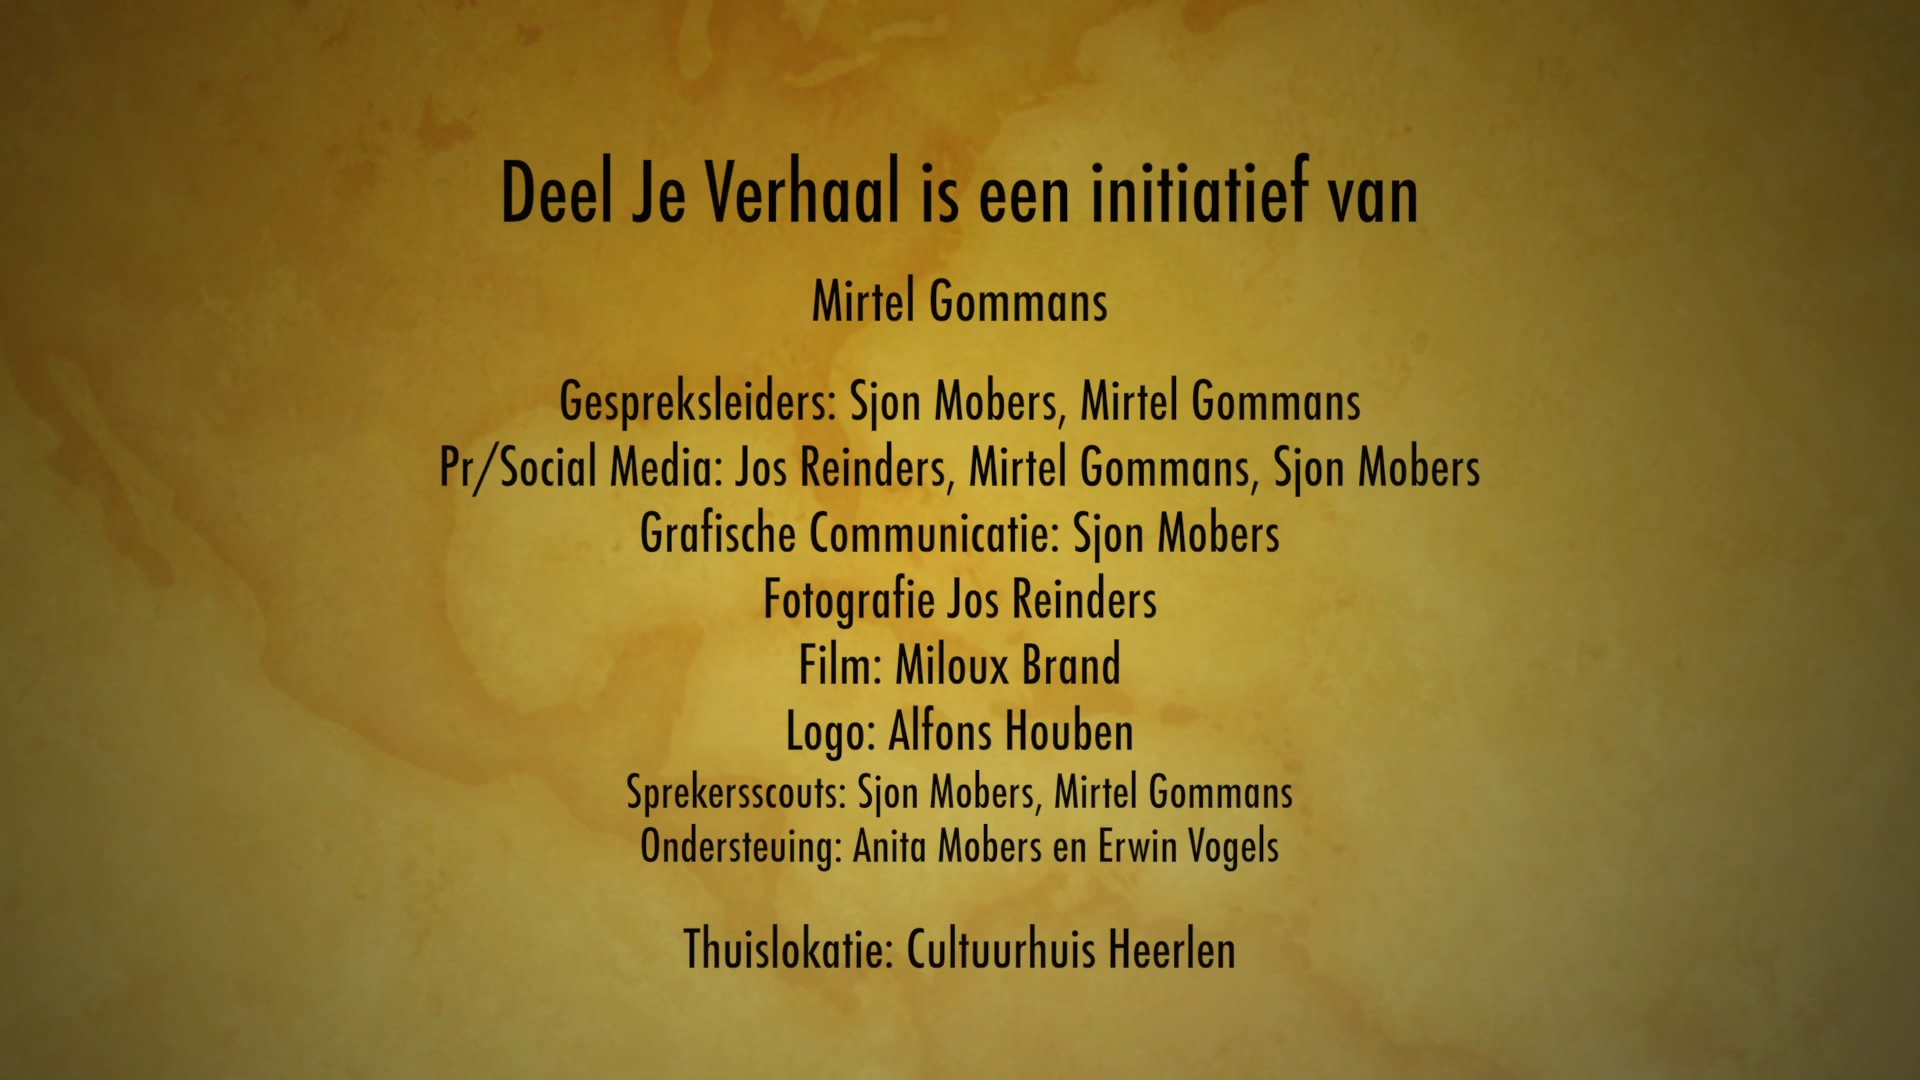 Deel Je Verhaal is een initiatief van
Mirtel Gommans
Gespreksleiders: Sjon Mobers, Mirtel Gommans
Pr/Social Media: Jos Reinders, Mirtel Gommans, Sjon Mobers
Grafische Communicatie: Sjon Mobers
Fotografie Jos Reinders
Film: Miloux Brand
Logo: Alfons Houben
Sprekersscouts: Sjon Mobers, Mirtel Gommans
Ondersteuing: Anita Mobers en Erwin Vogels
Thuislokatie: Cultuurhuis Heerlen